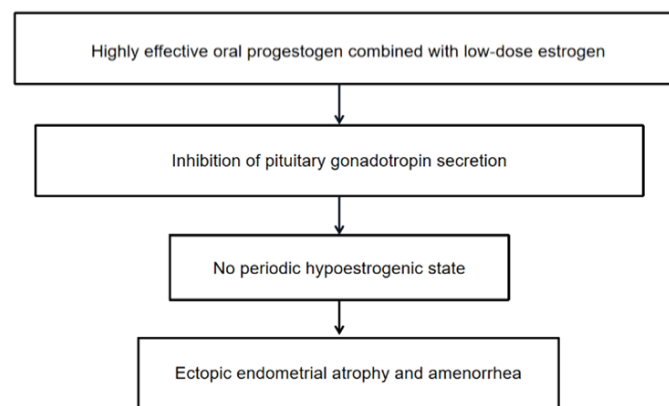 Highly effective oral progestogen combined with low-dose estrogen
Inhibition of pituitary gonadotropin secretion
No periodic hypoestrogenic state
Ectopic endometrial atrophy and amenorrhea